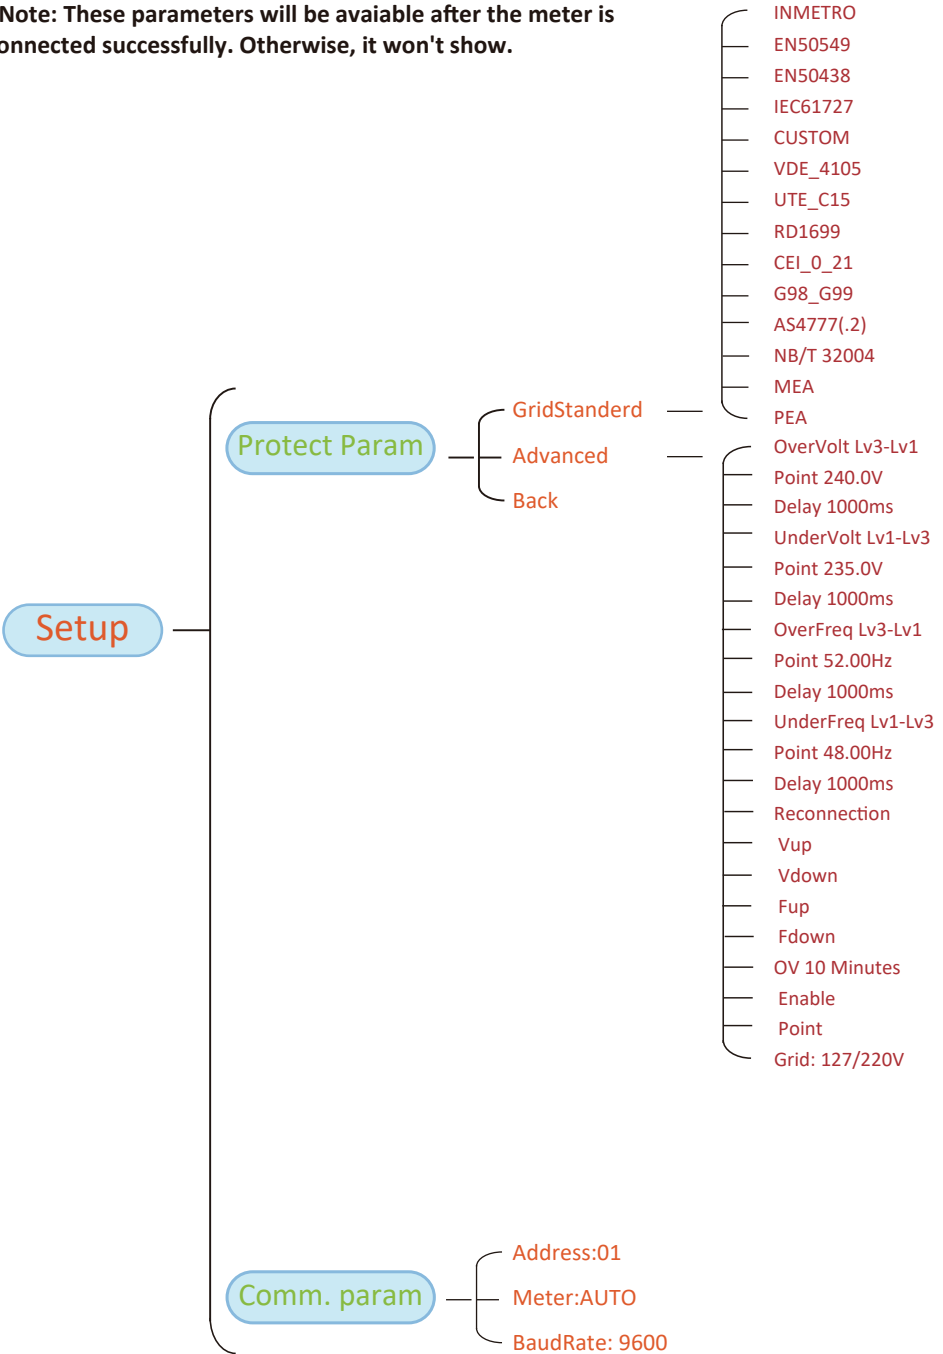 Note: These parameters will be avaiable after the meter is
onnected successfully. Otherwise, it won't show.
Setup
Protect Param
GridStanderd
INMETRO
EN50549
EN50438
IEC61727
CUSTOM
VDE_4105
UTE_C15
RD1699
CEI_0_21
G98_G99
AS4777(.2)
NB/T 32004
MEA
PEA
Advanced
OverVolt Lv3-Lv1
Point 240.0V
Delay 1000ms
UnderVolt Lv1-Lv3
Point 235.0V
Delay 1000ms
OverFreq Lv3-Lv1
Point 52.00Hz
Delay 1000ms
UnderFreq Lv1-Lv3
Point 48.00Hz
Delay 1000ms
Reconnection
Vup
Vdown
Fup
Fdown
OV 10 Minutes
Enable
Point
Grid: 127/220V
Back
Comm. param
Address:01
Meter:AUTO
BaudRate: 9600